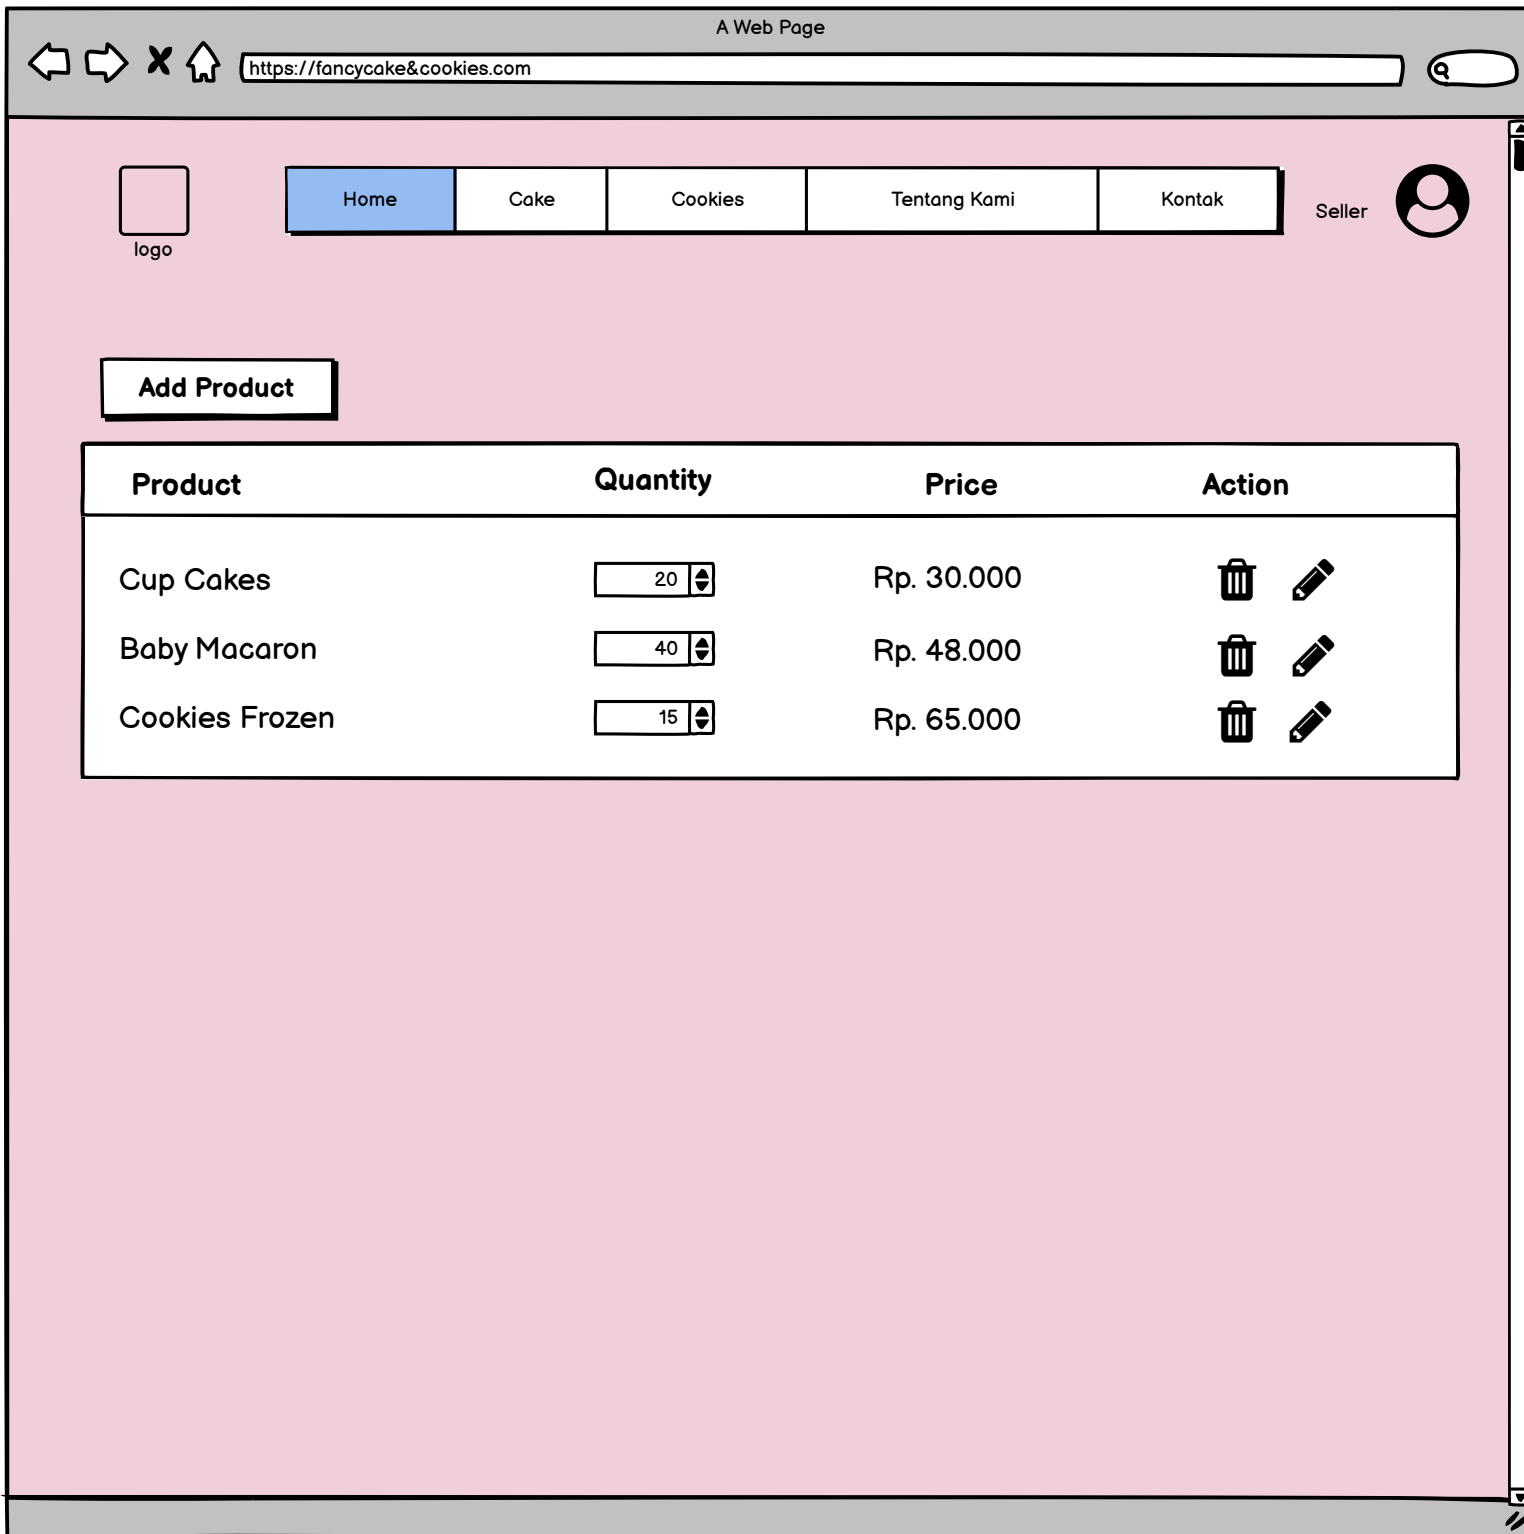 A Web Page
https://fancycake&cookies.com
Home Cake Cookies Tentang Kami Kontak Seller
logo
Add Product
Product Quantity Price Action
Cup Cakes 20 Rp. 30.000
Baby Macaron 40 Rp. 48.000
Cookies Frozen 15 Rp. 65.000